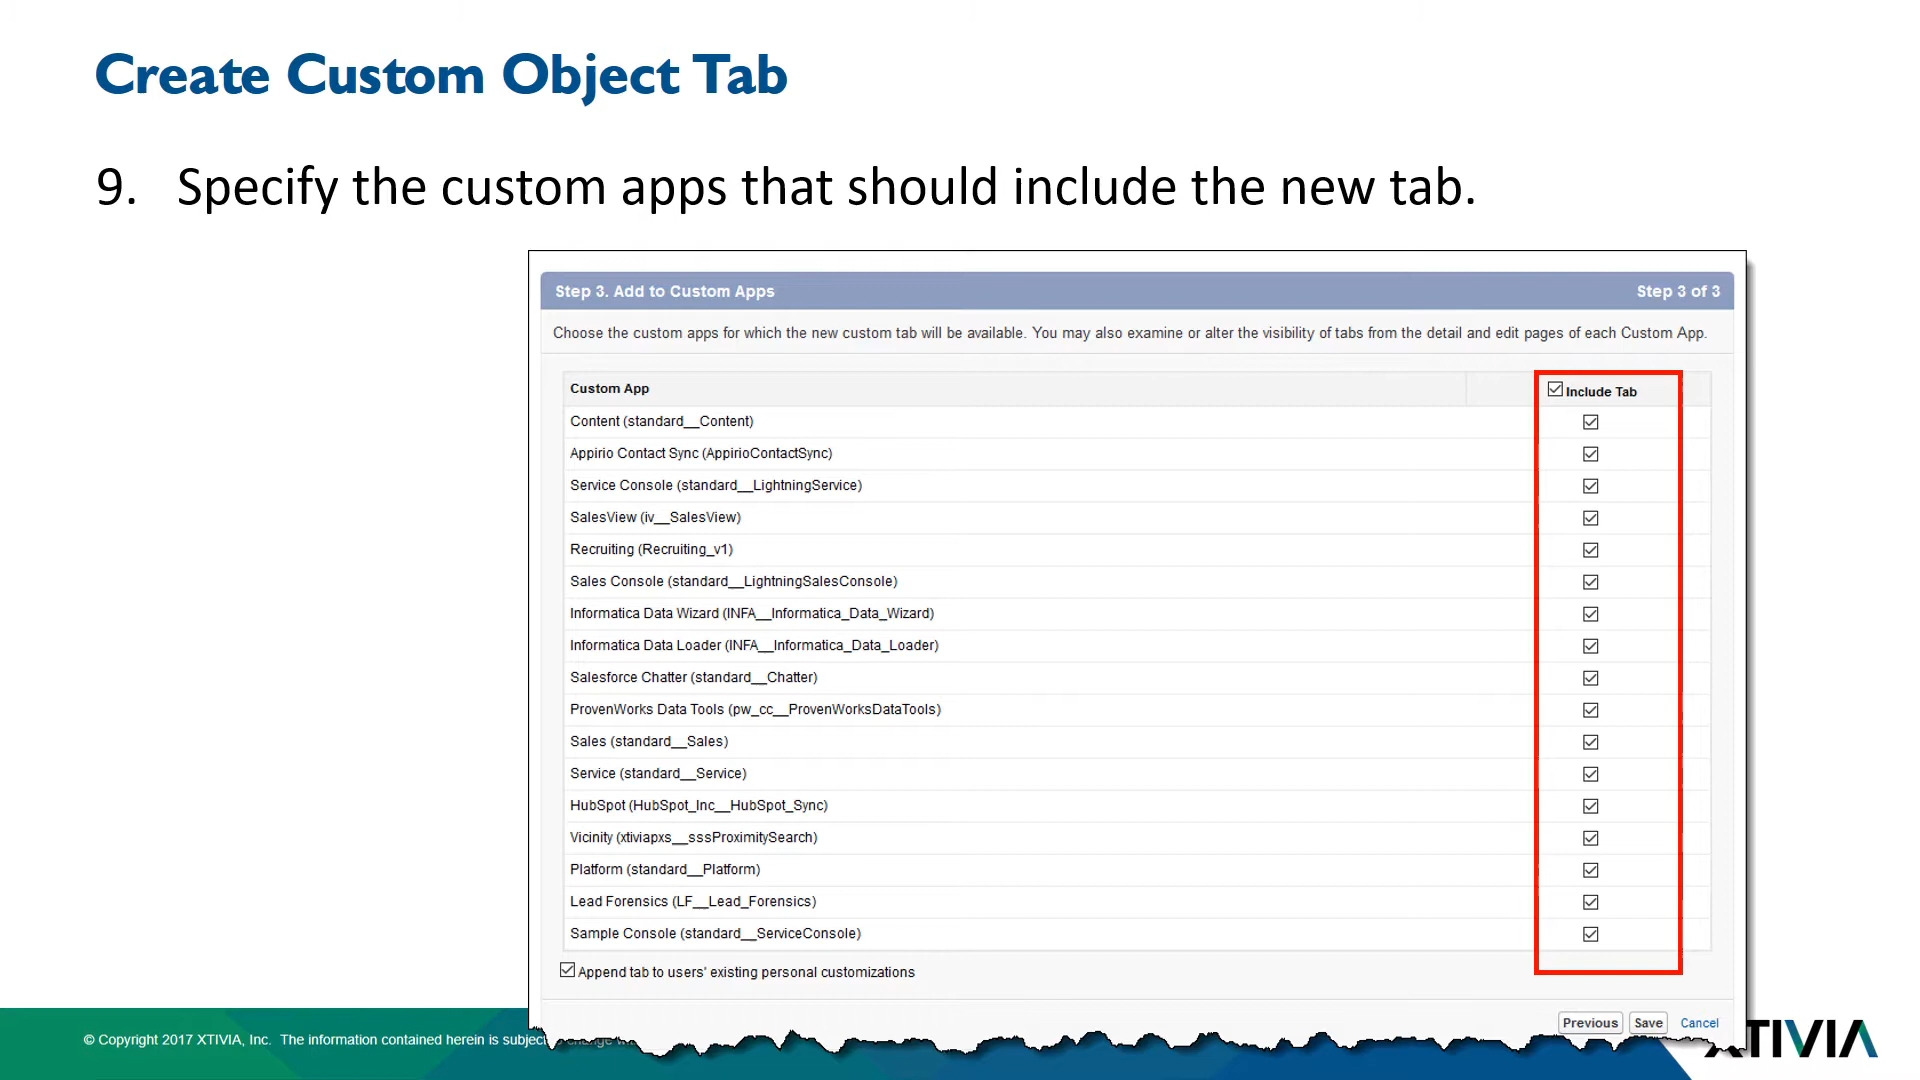 Create Custom Object Tab
9. Specify the custom apps that should include the new tab.
Step 3. Add to Custom Apps Step 3 of 3
Choose the custom apps for which the new custom tab will be available. You may also examine or alter the visibility of tabs from the detail and edit pages of each Custom App.
Custom App Include Tab
Content (standard__Content)
Appirio Contact Sync (AppirioContactSync)
Service Console (standard__LightningService)
SalesView (iv__SalesView)
Recruiting (Recruiting_v1)
Sales Console (standard__LightningSalesConsole)
Informatica Data Wizard (INFA__Informatica_Data_Wizard)
Informatica Data Loader (INFA__Informatica_Data_Loader)
Salesforce Chatter (standard__Chatter)
ProvenWorks Data Tools (pw_cc__ProvenWorksDataTools)
Sales (standard__Sales)
Service (standard__Service)
HubSpot (HubSpot_Inc__HubSpot_Sync)
Vicinity (xtiviapxs__sssProximitySearch)
Platform (standard__Platform)
Lead Forensics (LF__Lead_Forensics)
Sample Console (standard__ServiceConsole)
Append tab to users' existing personal customizations
Previous Save Cancel
© Copyright 2017 XTIVIA, Inc. The information contained herein is subject
XTIVIA